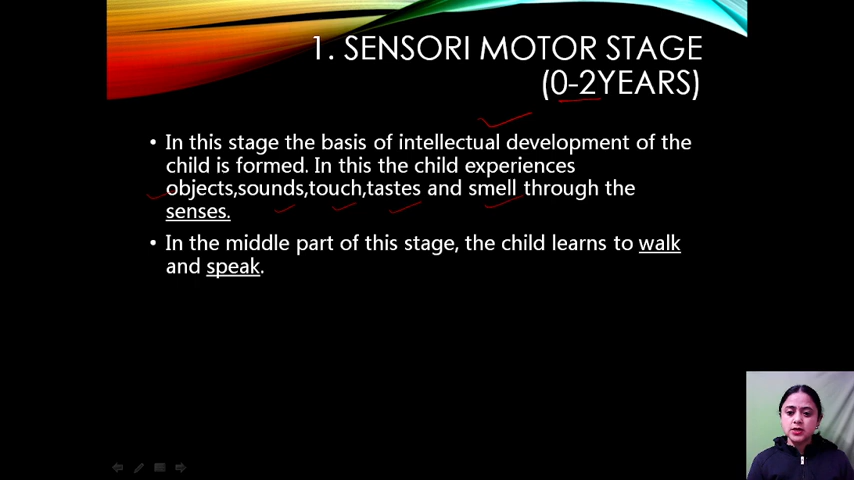 1. SENSORI MOTOR STAGE
(0-2YEARS)
• In this stage the basis of intellectual development of the
child is formed. In this the child experiences
objects,sounds,touch,tastes and smell through the
senses.
• In the middle part of this stage, the child learns to walk
and speak.